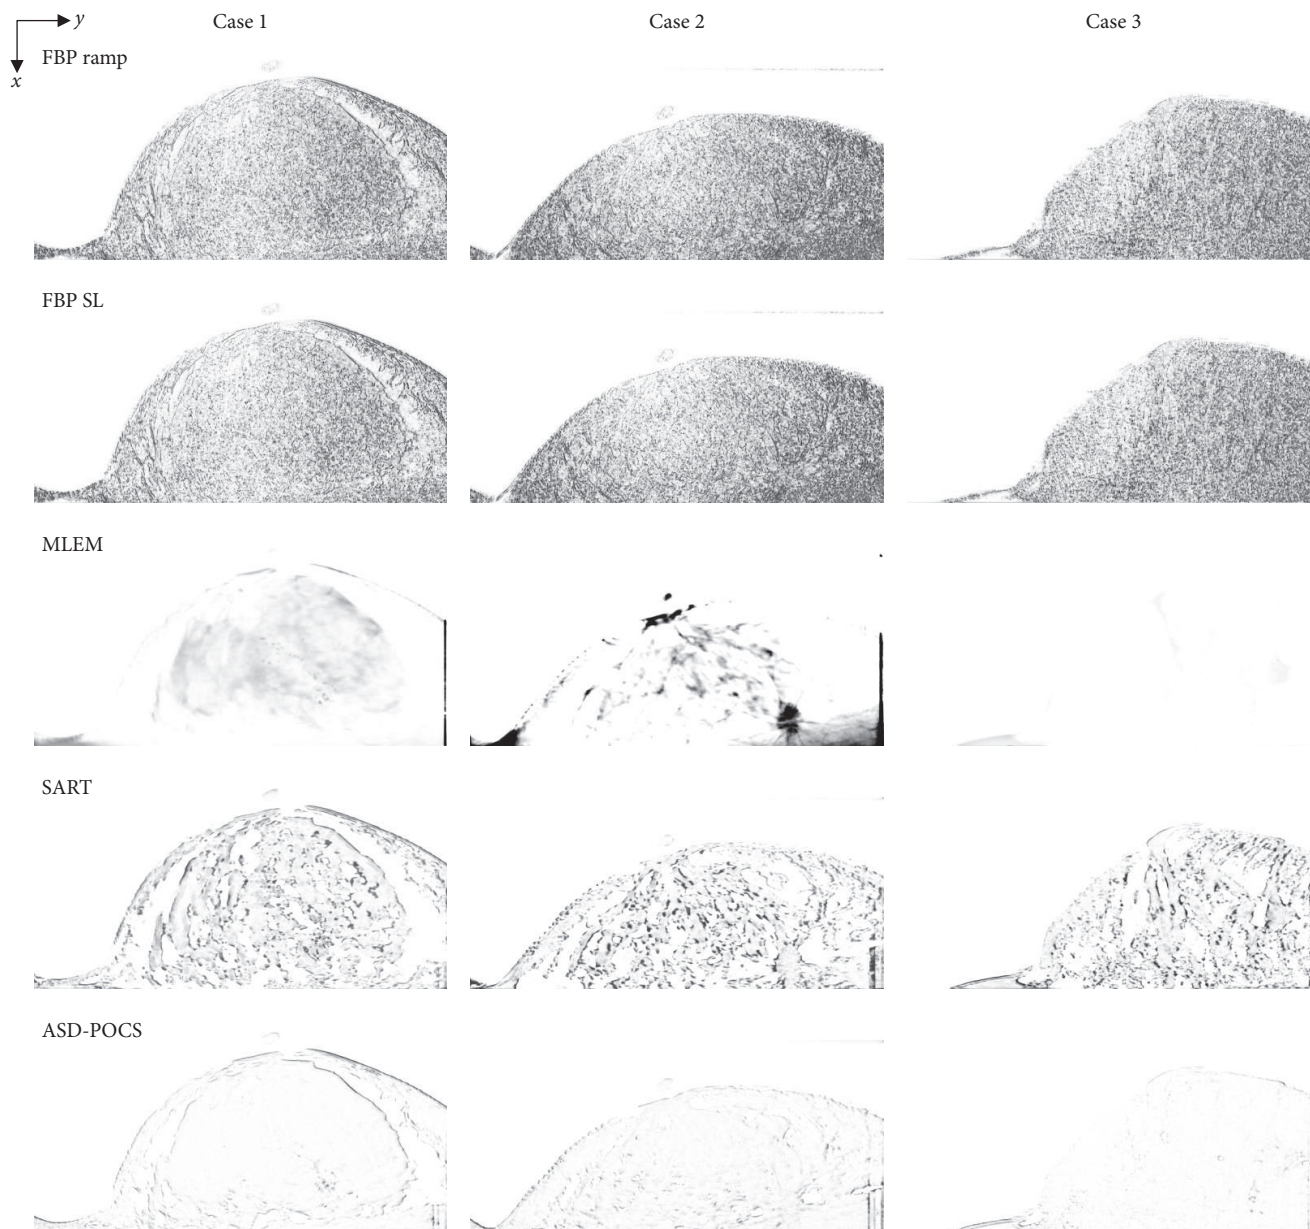 y
Case 1
Case 2
Case 3
x
FBP ramp
FBP SL
MLEM
SART
ASD-POCS